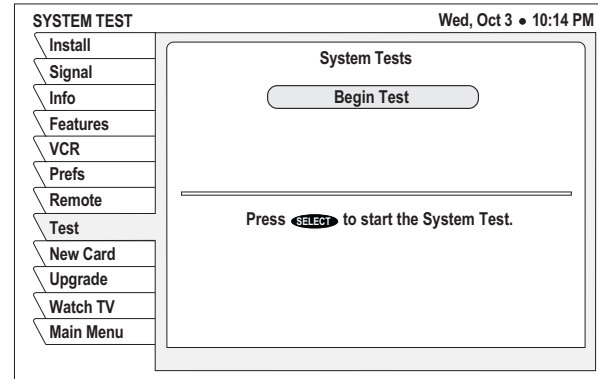 SYSTEM TEST
Wed, Oct 3 ● 10:14 PM
Install
Signal
Info
Features
VCR
Prefs
Remote
Test
New Card
Upgrade
Watch TV
Main Menu
System Tests
Begin Test
Press SELECT to start the System Test.